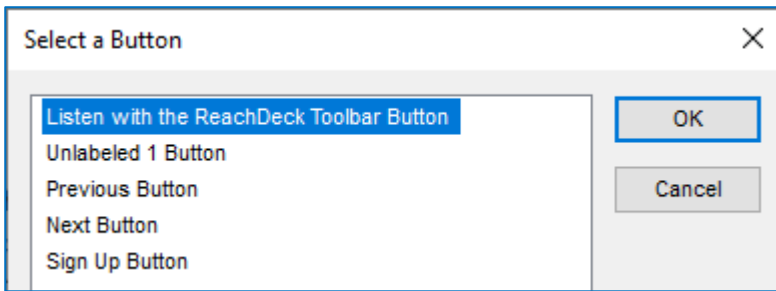 Select a Button
Listen with the ReachDeck Toolbar Button
Unlabeled 1 Button
Previous Button
Next Button
Sign Up Button
OK
Cancel